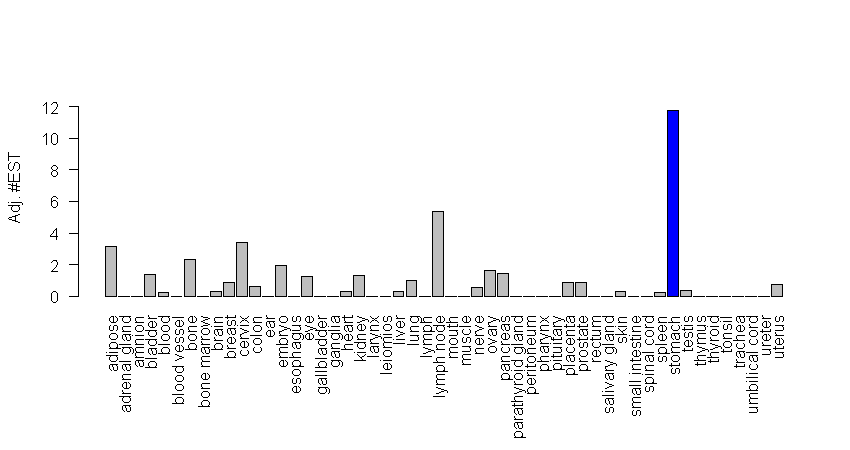 12
10
8
6
4
2
0
Adj. #EST
adipose
adrenal gland
amnion
bladder
blood
blood vessel
bone
bone marrow
brain
breast
cervix
colon
ear
embryo
esophagus
eye
gallbladder
ganglia
heart
kidney
larynx
leiomios
liver
lung
lymph
lymph node
mouth
muscle
nerve
ovary
pancreas
parathyroid gland
peritoneum
pharynx
pituitary
placenta
prostate
rectum
salivary gland
skin
small intestine
spinal cord
spleen
stomach
testis
thymus
thyroid
tonsil
trachea
umbilical cord
ureter
uterus